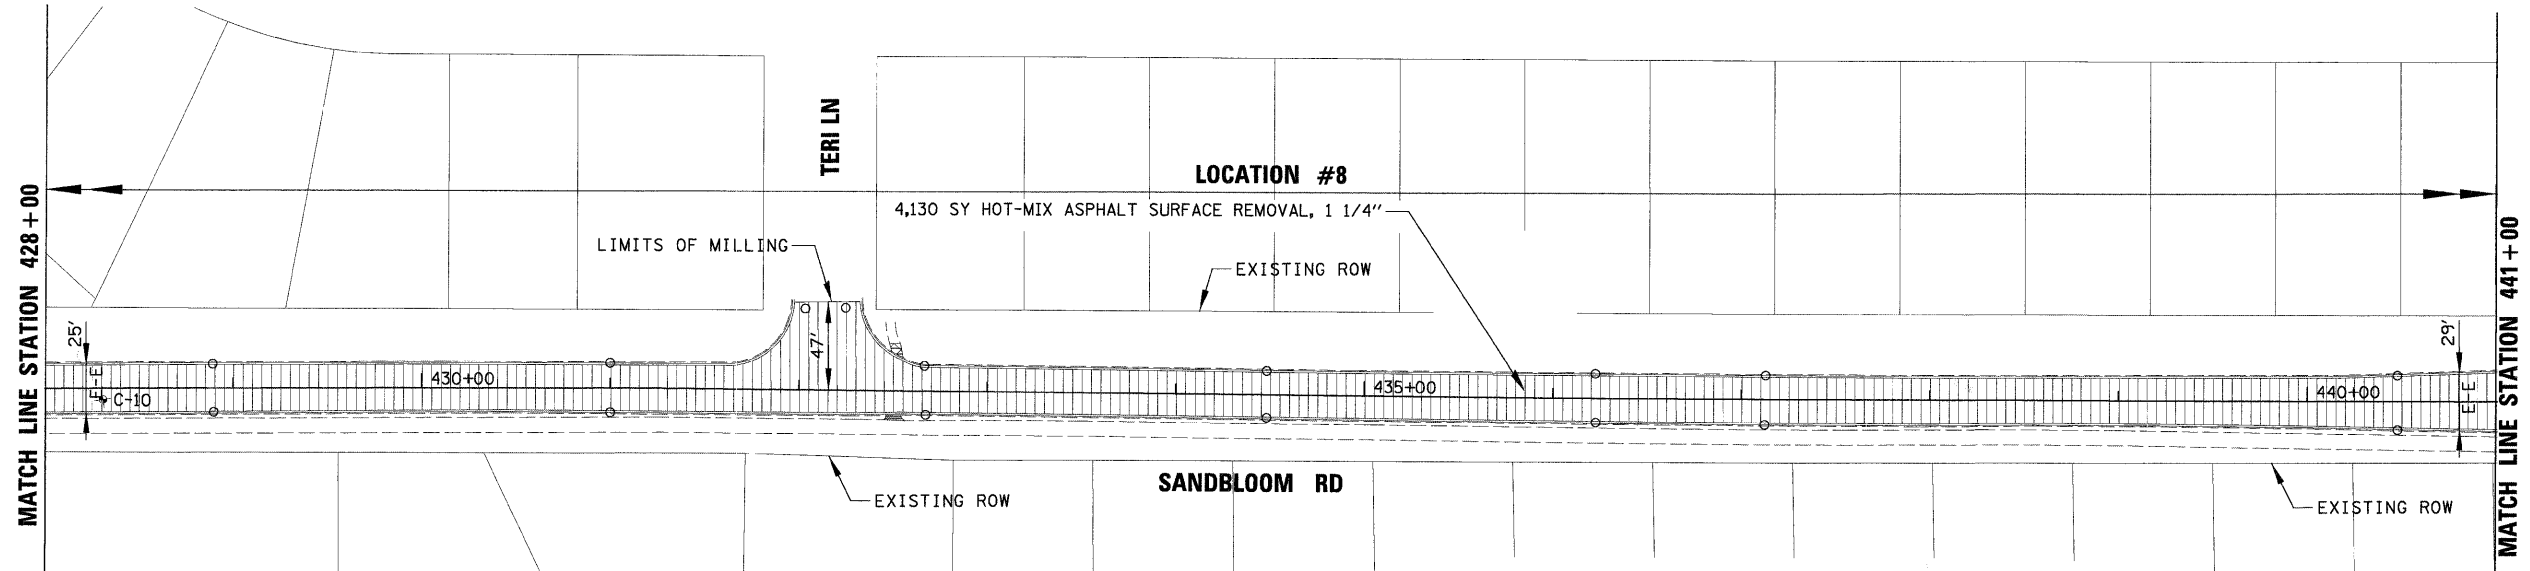 MATCH LINE STATION 428+00
TERI LN
LOCATION #8
4,130 SY HOT-MIX ASPHALT SURFACE REMOVAL, 1 1/4"
LIMITS OF MILLING
EXISTING ROW
25'
E-E
C-10
430+00
47'
435+00
440+00
29'
E-E
SANDBLOOM RD
EXISTING ROW
EXISTING ROW
MATCH LINE STATION 441+00